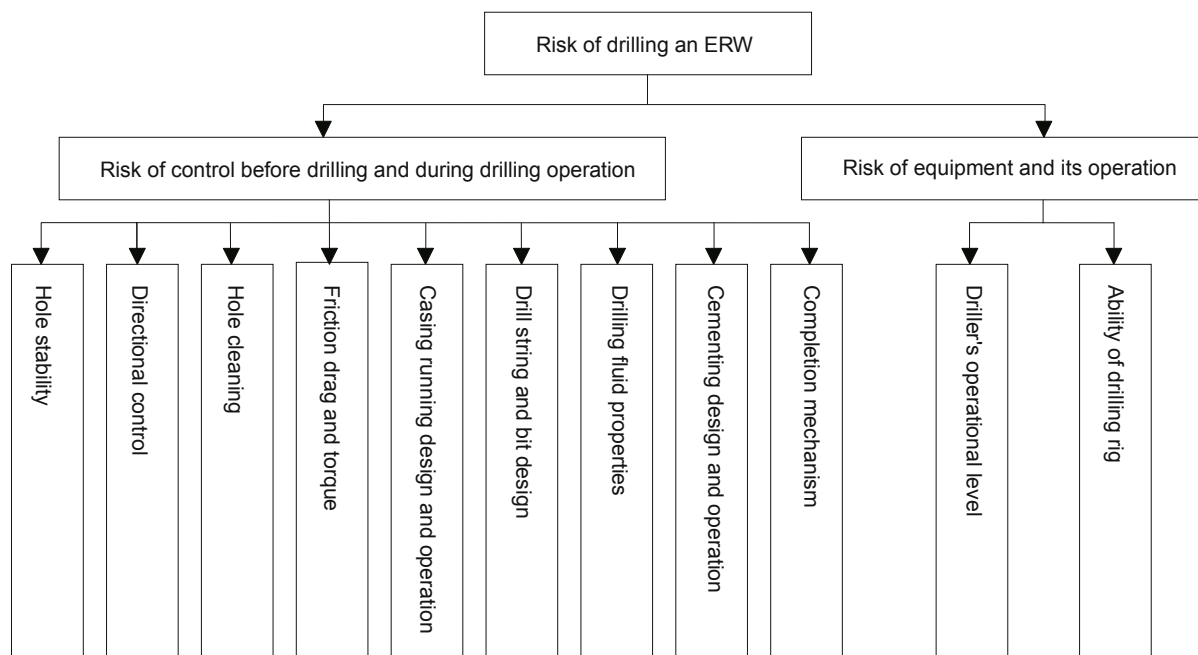 Risk of drilling an ERW
Risk of control before drilling and during drilling operation
Risk of equipment and its operation
Hole stability
Directional control
Hole cleaning
Friction drag and torque
Casing running design and operation
Drill string and bit design
Drilling fluid properties
Cementing design and operation
Completion mechanism
Driller's operational level
Ability of drilling rig